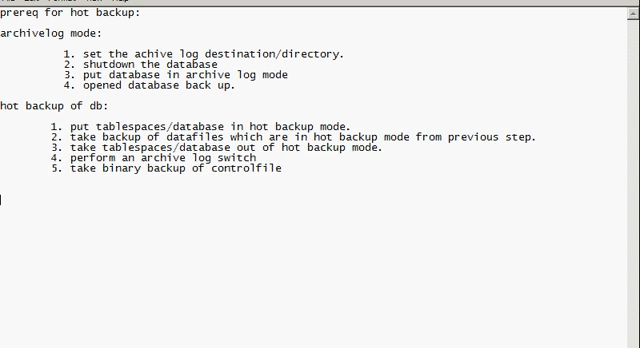 prereq for hot backup:
archivelog mode:
1. set the achive log destination/directory.
2. shutdown the database
3. put database in archive log mode
4. opened database back up.
hot backup of db:
1. put tablespaces/database in hot backup mode.
2. take backup of datafiles which are in hot backup mode from previous step.
3. take tablespaces/database out of hot backup mode.
4. perform an archive log switch
5. take binary backup of controlfile